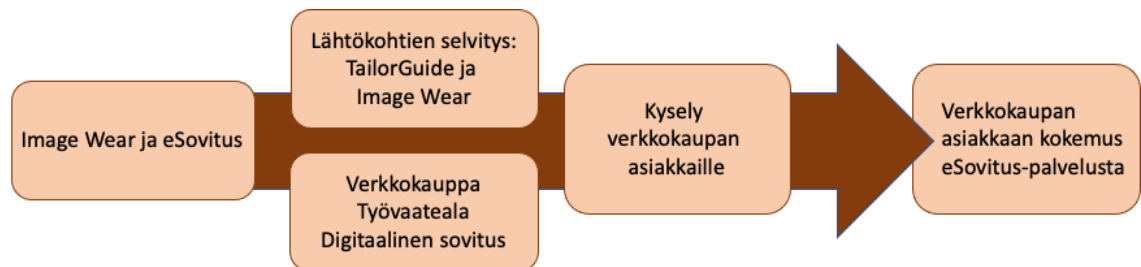 Image Wear ja eSovitus
Lähtökohtien selvitys:
TailorGuide ja
Image Wear
Verkkokauppa
Työvaateala
Digitaalinen sovitus
Kysely
verkkokaupan
asiakkaille
Verkkokaupan
asiakkaan kokemus
eSovitus-palvelusta